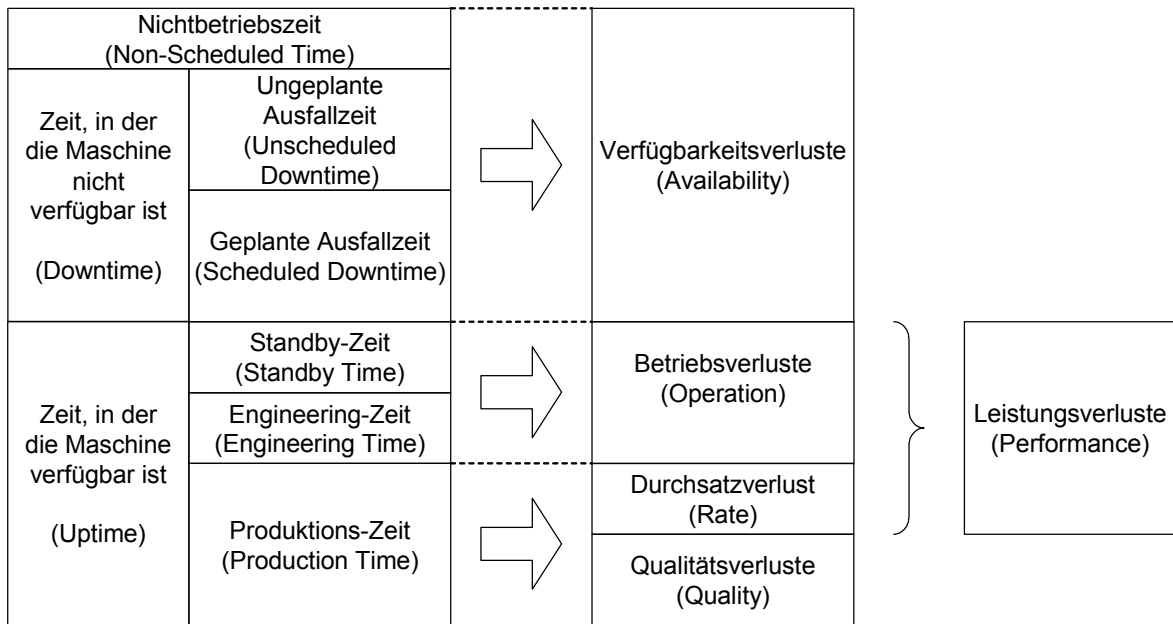 Nichtbetriebszeit
(Non-Scheduled Time)
Zeit, in der
die Maschine
nicht
verfügbar ist
(Downtime)
Ungeplante
Ausfallzeit
(Unscheduled
Downtime)
Geplante Ausfallzeit
(Scheduled Downtime)
Verfügbarkeitsverluste
(Availability)
Zeit, in der
die Maschine
verfügbar ist
(Uptime)
Standby-Zeit
(Standby Time)
Engineering-Zeit
(Engineering Time)
Produktions-Zeit
(Production Time)
Betriebsverluste
(Operation)
Durchsatzverlust
(Rate)
Qualitätsverluste
(Quality)
Leistungsverluste
(Performance)